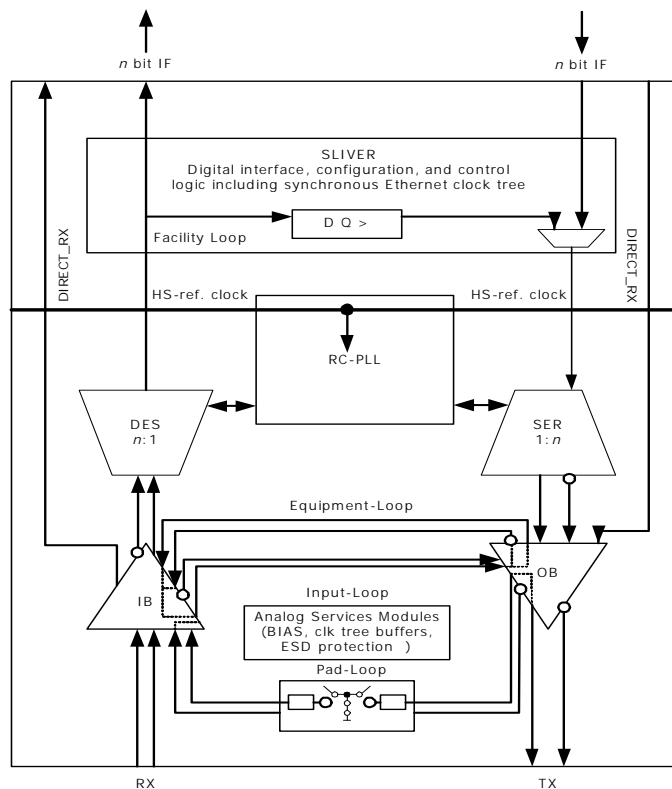 n bit IF
n bit IF
SLIVER
Digital interface, configuration, and control
logic including synchronous Ethernet clock tree
D Q >
Facility Loop
DIRECT_RX
DIRECT_RX
HS-ref. clock
HS-ref. clock
RC-PLL
DES
n:1
SER
1:n
Equipment-Loop
IB
OB
Input-Loop
Analog Services Modules
(BIAS, clk tree buffers,
ESD protection )
Pad-Loop
RX
TX